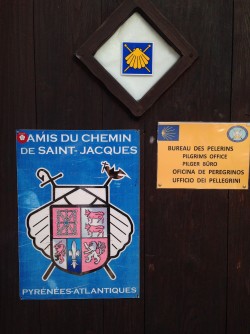 AMIS DU CHEMIN
DE SAINT-JACQUES
PYRÉNÉES-ATLANTIQUES
BUREAU DES PELERINS
PILGRIMS OFFICE
PILGER BÜRO
OFICINA DE PEREGRINOS
UFFICIO DEI PELLEGRINI